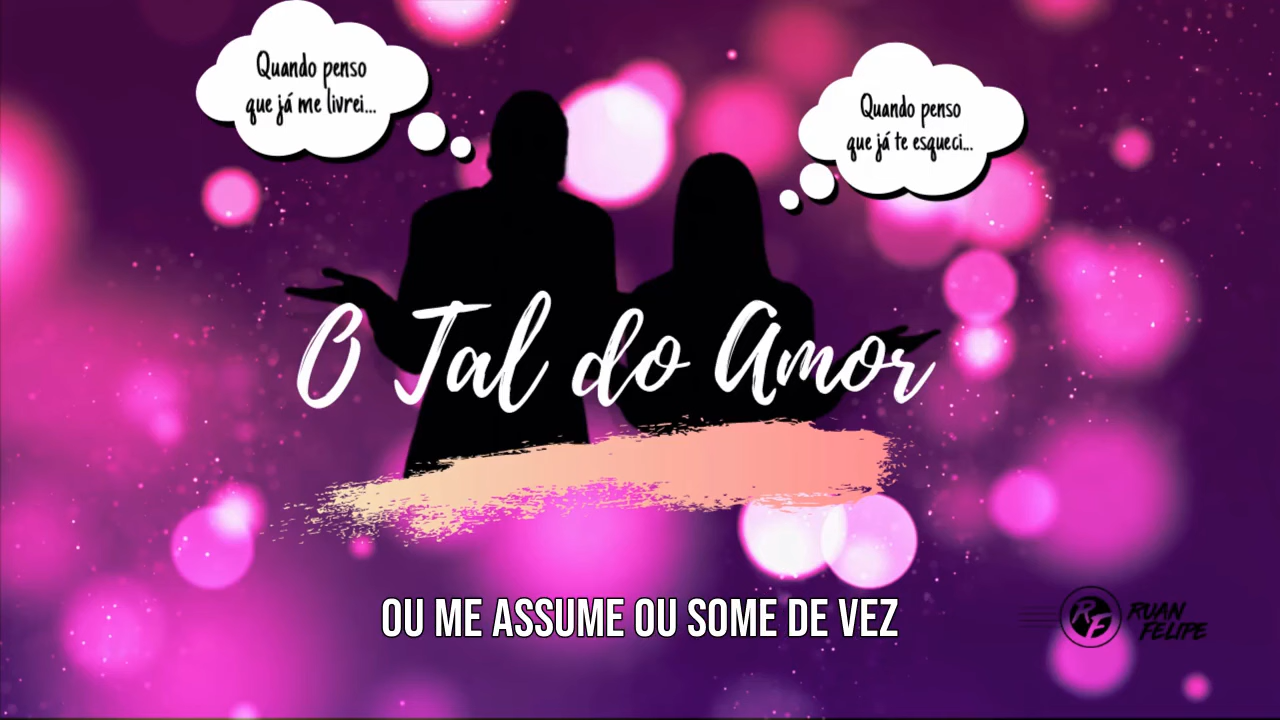 Quando penso
que já me livrei...
Quando penso
que já te esqueci...
O Tal do Amor
OU ME ASSUME OU SOME DE VEZ
RF
RUAN
FELIPE